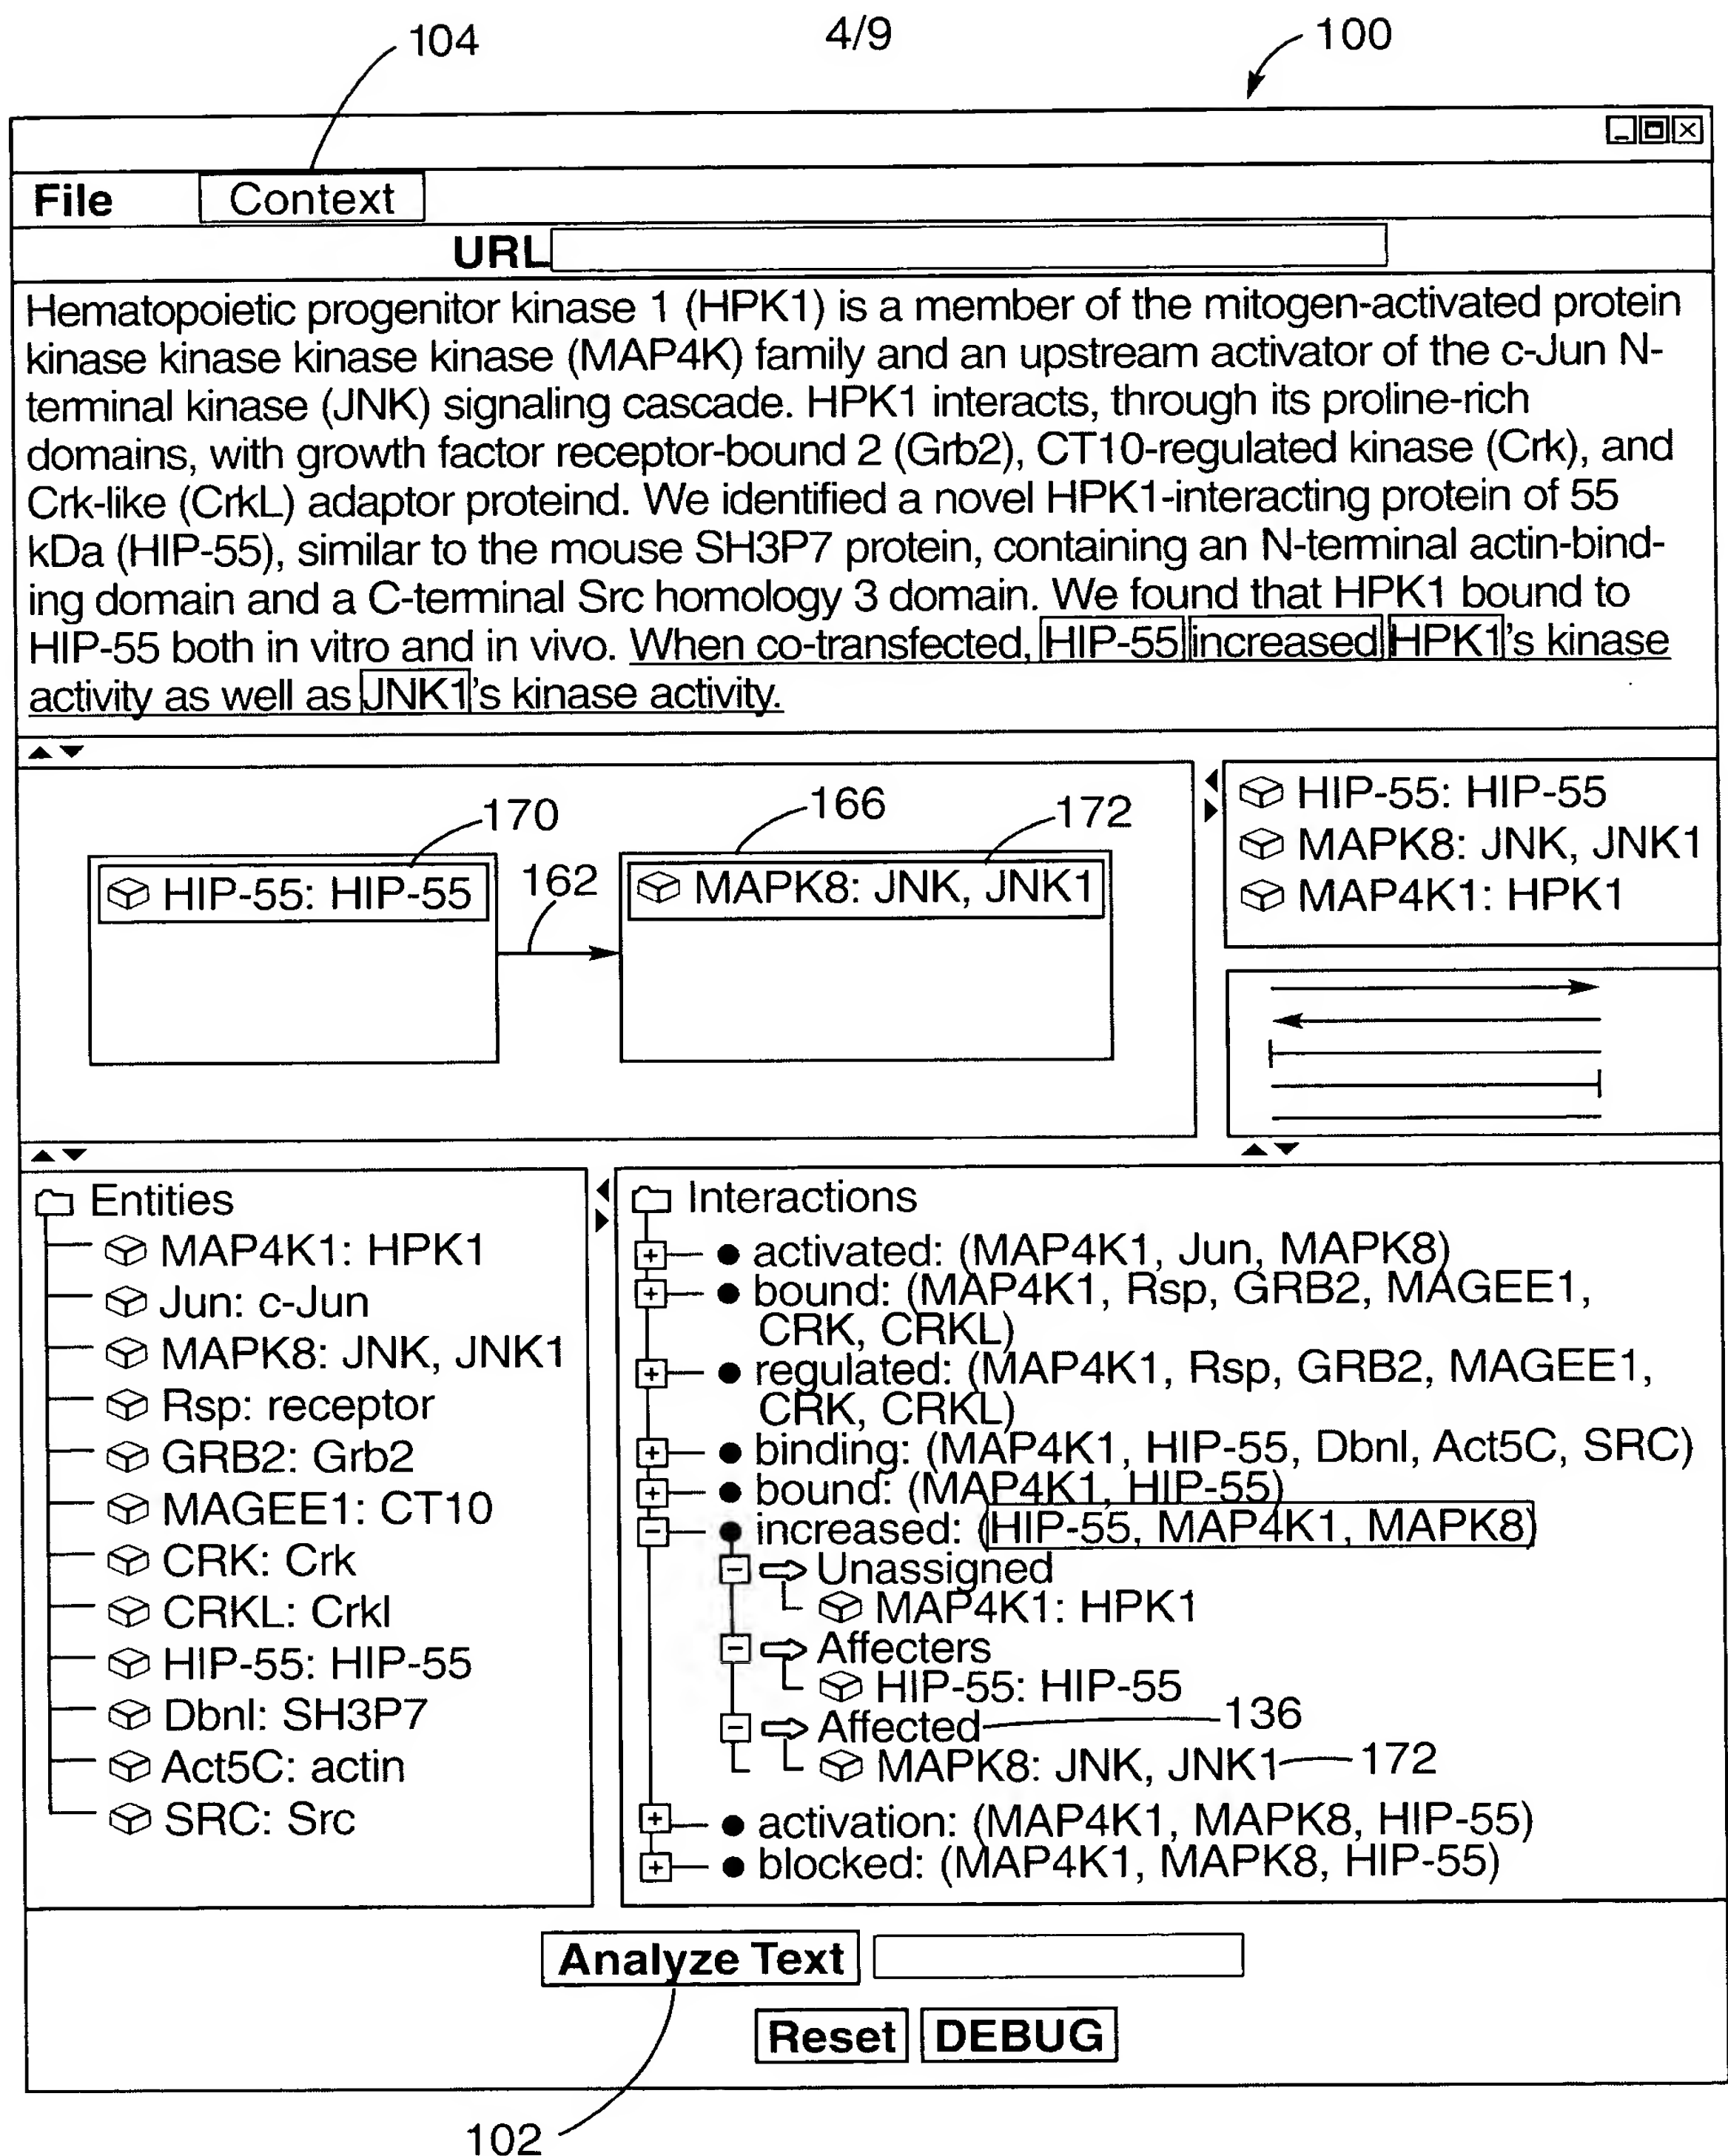 104
4/9
100
File Context
URL
Hematopoietic progenitor kinase 1 (HPK1) is a member of the mitogen-activated protein
kinase kinase kinase kinase (MAP4K) family and an upstream activator of the c-Jun N-
terminal kinase (JNK) signaling cascade. HPK1 interacts, through its proline-rich
domains, with growth factor receptor-bound 2 (Grb2), CT10-regulated kinase (Crk), and
Crk-like (CrkL) adaptor proteind. We identified a novel HPK1-interacting protein of 55
kDa (HIP-55), similar to the mouse SH3P7 protein, containing an N-terminal actin-bind-
ing domain and a C-terminal Src homology 3 domain. We found that HPK1 bound to
HIP-55 both in vitro and in vivo. When co-transfected, HIP-55 increased HPK1's kinase
activity as well as JNK1's kinase activity.
170
166
172
HIP-55: HIP-55
162
MAPK8: JNK, JNK1
HIP-55: HIP-55
MAPK8: JNK, JNK1
MAP4K1: HPK1
Entities
MAP4K1: HPK1
Jun: c-Jun
MAPK8: JNK, JNK1
Rsp: receptor
GRB2: Grb2
MAGEE1: CT10
CRK: Crk
CRKL: Crkl
HIP-55: HIP-55
Dbnl: SH3P7
Act5C: actin
SRC: Src
Interactions
activated: (MAP4K1, Jun, MAPK8)
bound: (MAP4K1, Rsp, GRB2, MAGEE1,
CRK, CRKL)
regulated: (MAP4K1, Rsp, GRB2, MAGEE1,
CRK, CRKL)
binding: (MAP4K1, HIP-55, Dbnl, Act5C, SRC)
bound: (MAP4K1, HIP-55)
increased: (HIP-55, MAP4K1, MAPK8)
Unassigned
MAP4K1: HPK1
Affecters
HIP-55: HIP-55
Affected 136
MAPK8: JNK, JNK1 172
activation: (MAP4K1, MAPK8, HIP-55)
blocked: (MAP4K1, MAPK8, HIP-55)
Analyze Text
Reset DEBUG
102